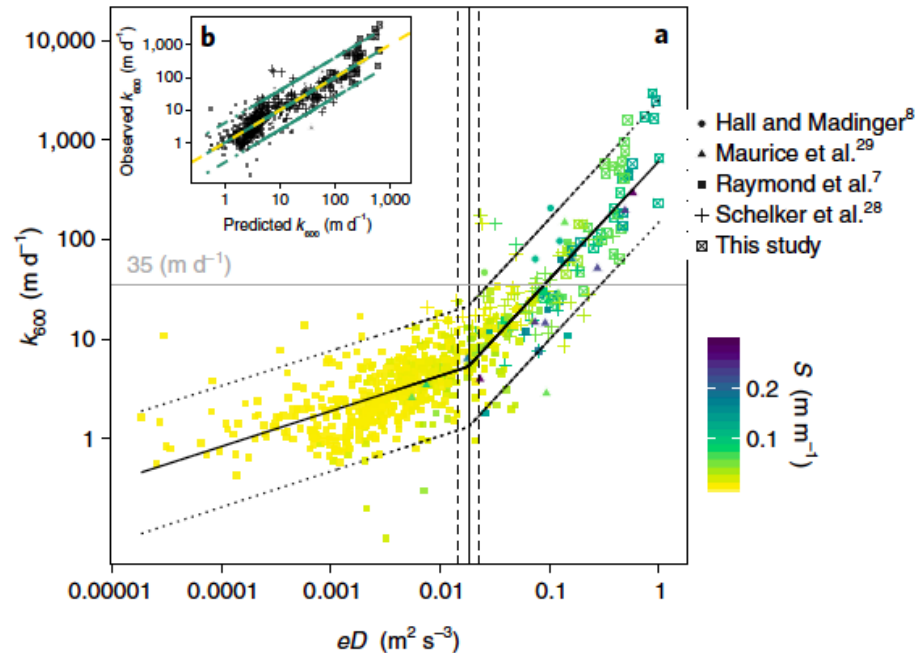 b
a
10,000
1,000
100
10
1
k600 (m d–1)
35 (m d–1)
0.00001
0.0001
0.001
0.01
0.1
1
eD (m2 s–3)
Observed k600 (m d–1)
1,000
100
10
1
1
10
100
1,000
Predicted k600 (m d–1)
Hall and Madinger8
Maurice et al.29
Raymond et al.7
Schelker et al.28
This study
0.2
0.1
S (m m–1)